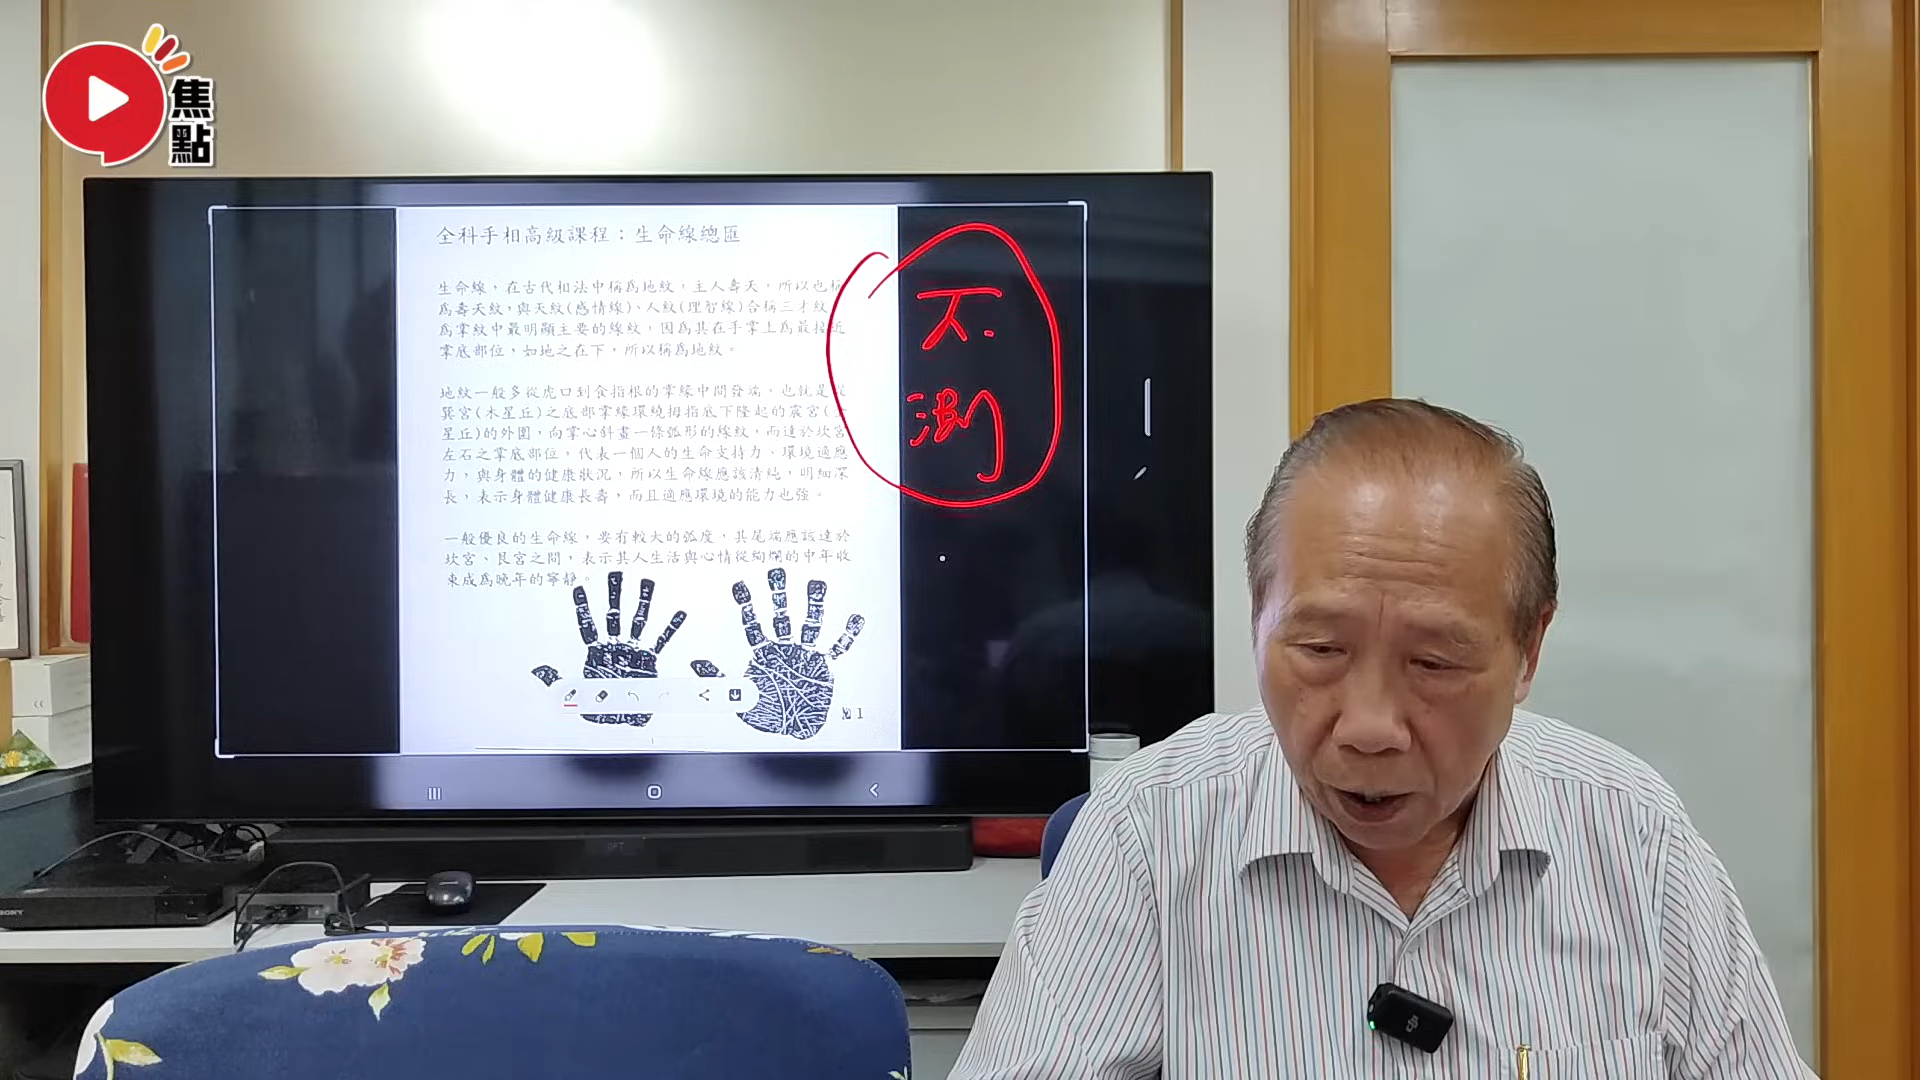 焦
點
全科手相高級課程：生命線總匯
生命線，在古代相法中稱為地紋，主人壽夭，所以也稱
為壽夭紋，與天紋(感情線)、人紋(理智線)合稱三才紋
為掌紋中最明顯主要的線紋，因為其在手掌上為最接近
掌底部位，如地之在下，所以稱為地紋。
地紋一般多從虎口到食指根的掌緣中間發端，也就是從
巽宮(木星丘)之底部掌緣環繞拇指底下隆起的震宮(
星丘)的外圍，向掌心斜畫一條弧形的線紋，而達於坎宮
左右之掌底部位，代表一個人的生命支持力、環境適應
力，與身體的健康狀況，所以生命線應該清純，明細深
長，表示身體健康長壽，而且適應環境的能力也強。
一般優良的生命線，要有較大的弧度，其尾端應該達於
坎宮、艮宮之間，表示其人生活與心情從絢爛的中年收
束成為晚年的寧靜。
№1
不
測
SONY
DJI